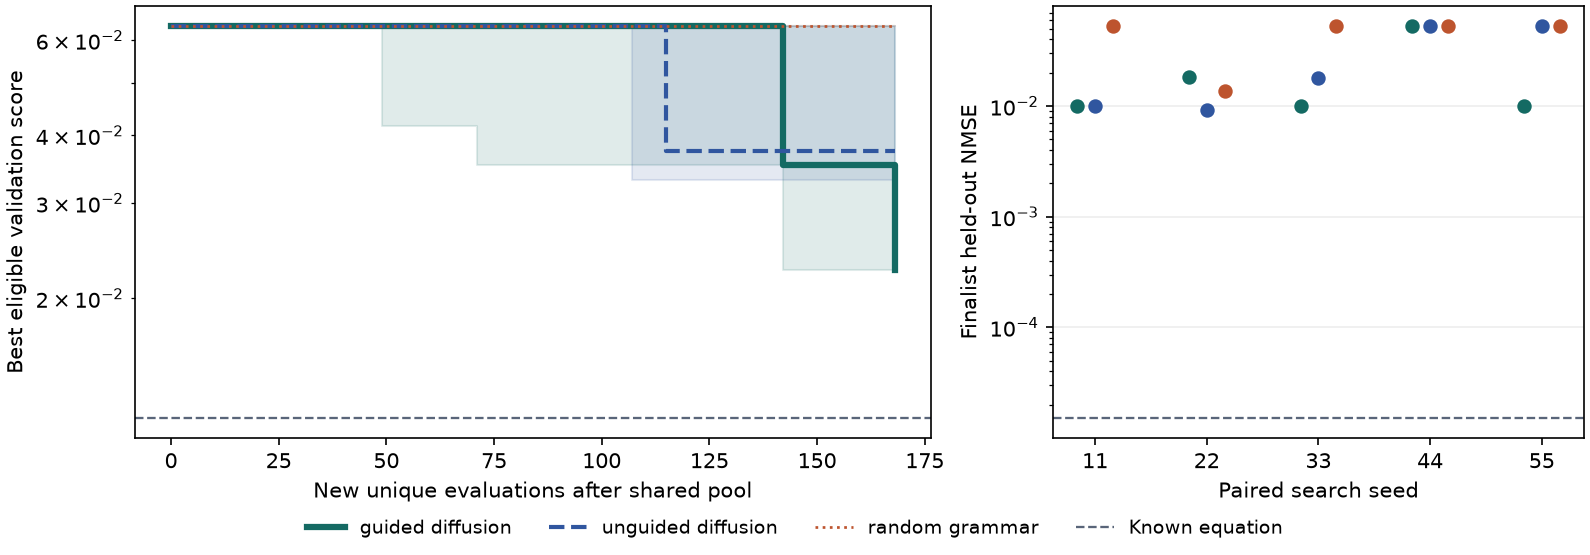 Best eligible validation score
6 × 10⁻²
4 × 10⁻²
3 × 10⁻²
2 × 10⁻²
0 25 50 75 100 125 150 175
New unique evaluations after shared pool
Finalist held-out NMSE
10⁻²
10⁻³
10⁻⁴
11 22 33 44 55
Paired search seed
guided diffusion unguided diffusion random grammar Known equation